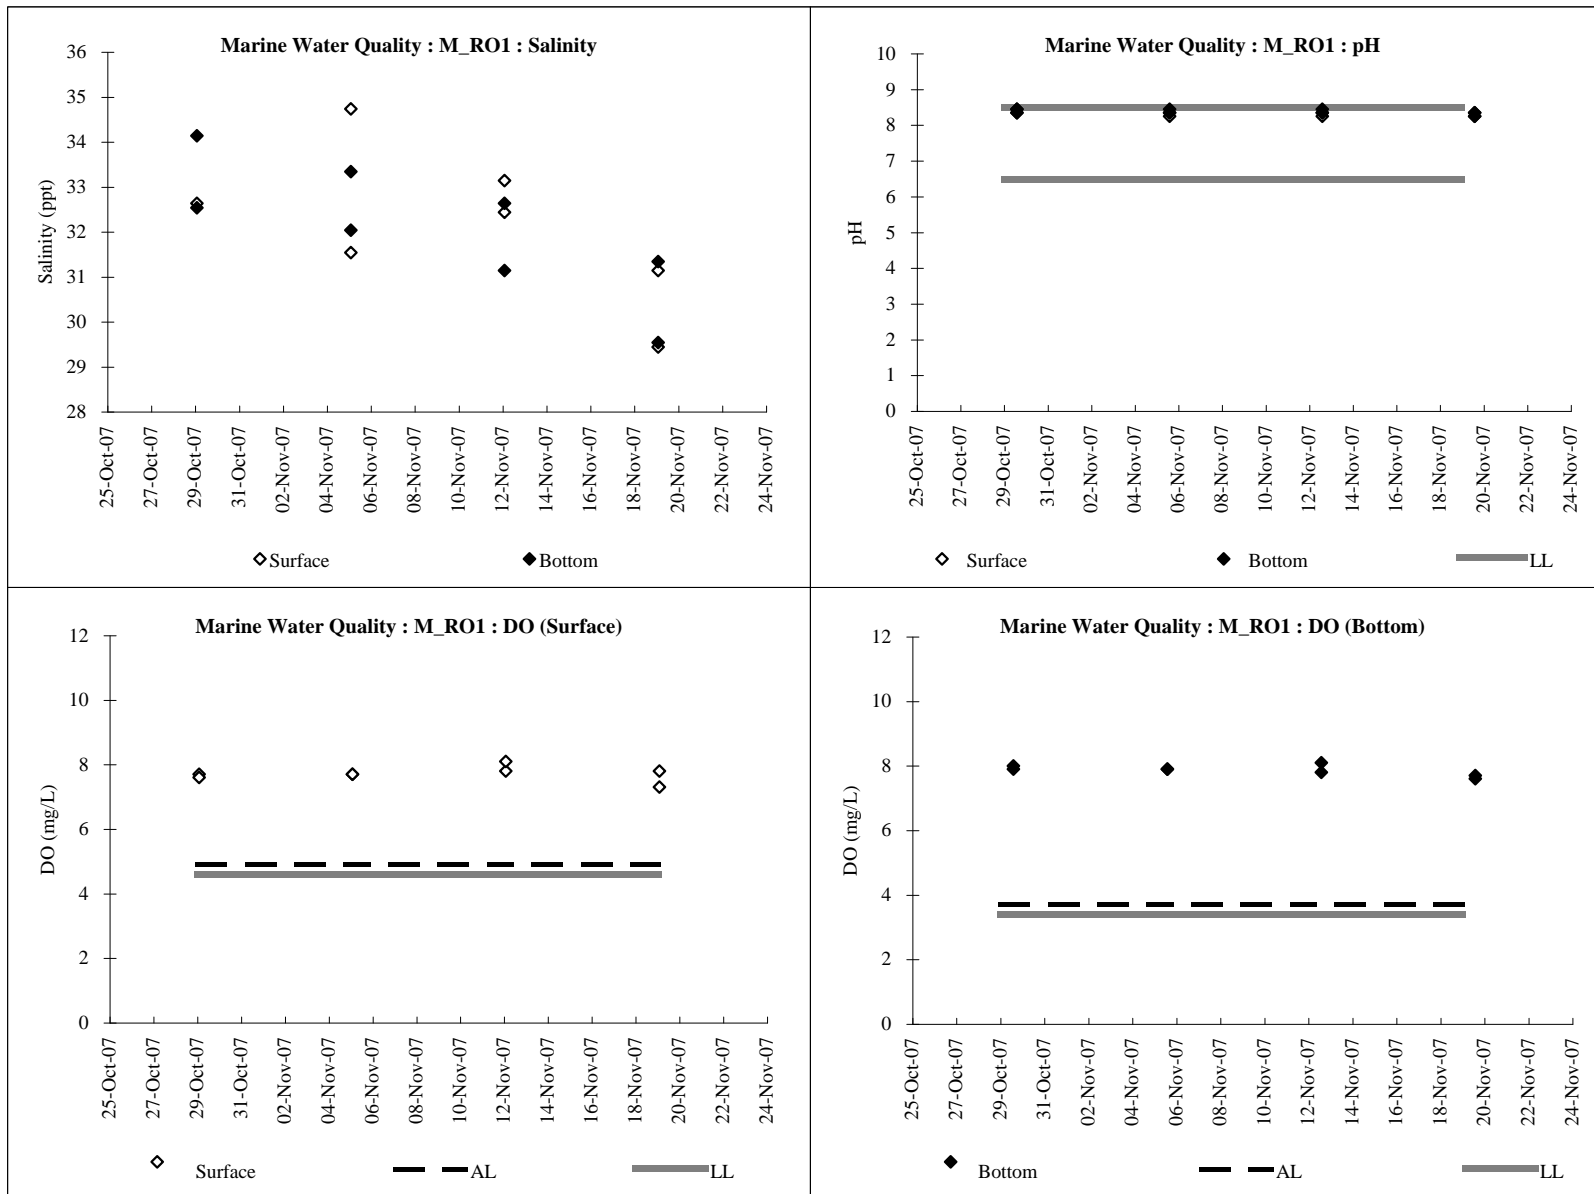 Marine Water Quality : M_RO1 : Salinity
36
35
34
33
32
31
30
29
28
Salinity (ppt)
25-Oct-07
27-Oct-07
29-Oct-07
31-Oct-07
02-Nov-07
04-Nov-07
06-Nov-07
08-Nov-07
10-Nov-07
12-Nov-07
14-Nov-07
16-Nov-07
18-Nov-07
20-Nov-07
22-Nov-07
24-Nov-07
Surface Bottom
Marine Water Quality : M_RO1 : pH
10
9
8
7
6
5
4
3
2
1
0
pH
25-Oct-07
27-Oct-07
29-Oct-07
31-Oct-07
02-Nov-07
04-Nov-07
06-Nov-07
08-Nov-07
10-Nov-07
12-Nov-07
14-Nov-07
16-Nov-07
18-Nov-07
20-Nov-07
22-Nov-07
24-Nov-07
Surface Bottom LL
Marine Water Quality : M_RO1 : DO (Surface)
12
10
8
6
4
2
0
DO (mg/L)
25-Oct-07
27-Oct-07
29-Oct-07
31-Oct-07
02-Nov-07
04-Nov-07
06-Nov-07
08-Nov-07
10-Nov-07
12-Nov-07
14-Nov-07
16-Nov-07
18-Nov-07
20-Nov-07
22-Nov-07
24-Nov-07
Surface AL LL
Marine Water Quality : M_RO1 : DO (Bottom)
12
10
8
6
4
2
0
DO (mg/L)
25-Oct-07
27-Oct-07
29-Oct-07
31-Oct-07
02-Nov-07
04-Nov-07
06-Nov-07
08-Nov-07
10-Nov-07
12-Nov-07
14-Nov-07
16-Nov-07
18-Nov-07
20-Nov-07
22-Nov-07
24-Nov-07
Bottom AL LL